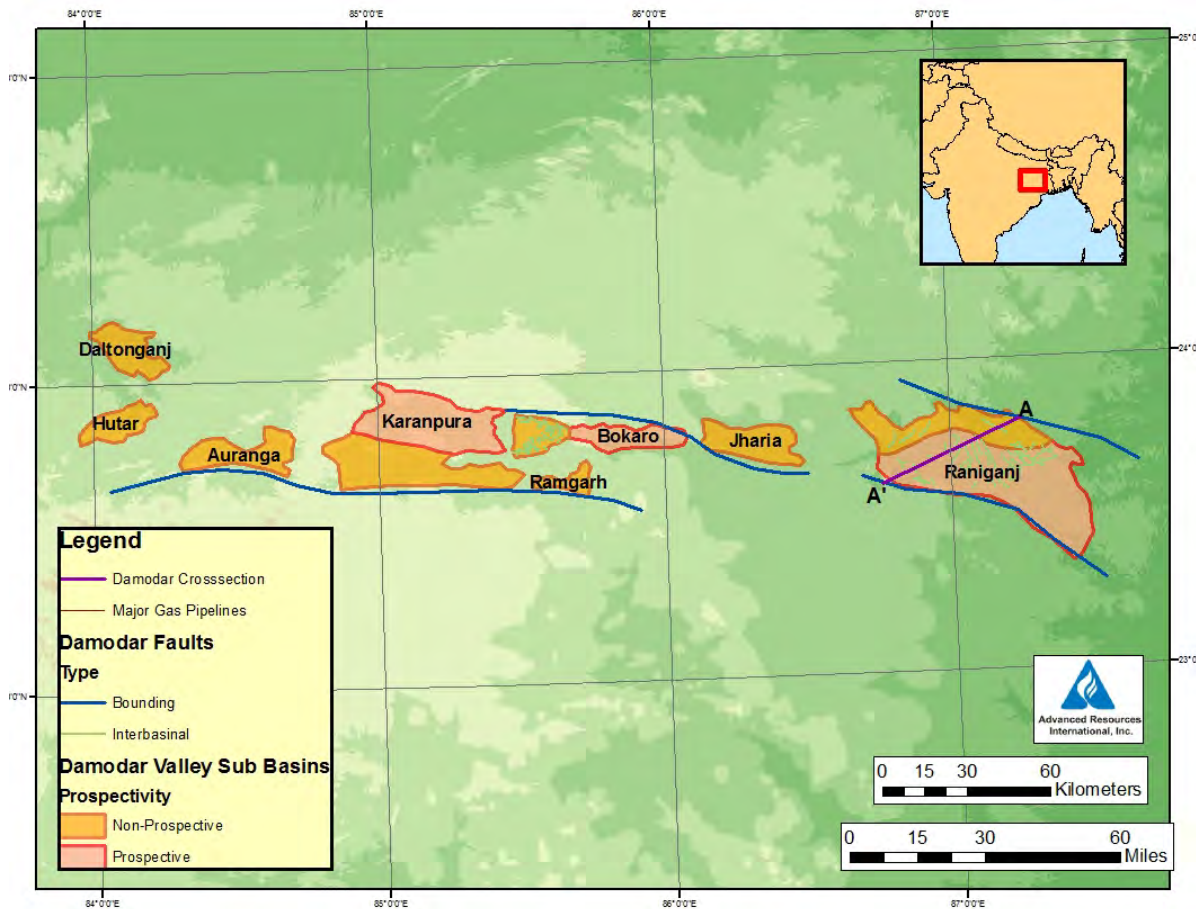 84°0'0"E 85°0'0"E 86°0'0"E 87°0'0"E
25°0
0'N
24°0
0'N
23°0
0'N
Daltonganj
Hutar
Auranga
Karanpura
Bokaro
Ramgarh
Jharia
Raniganj
A
A'
Legend
Damodar Crosssection
Major Gas Pipelines
Damodar Faults
Type
Bounding
Interbasinal
Damodar Valley Sub Basins
Prospectivity
Non-Prospective
Prospective
Advanced Resources
International, Inc.
0 15 30 60
Kilometers
0 15 30 60
Miles
84°0'0"E 85°0'0"E 86°0'0"E 87°0'0"E